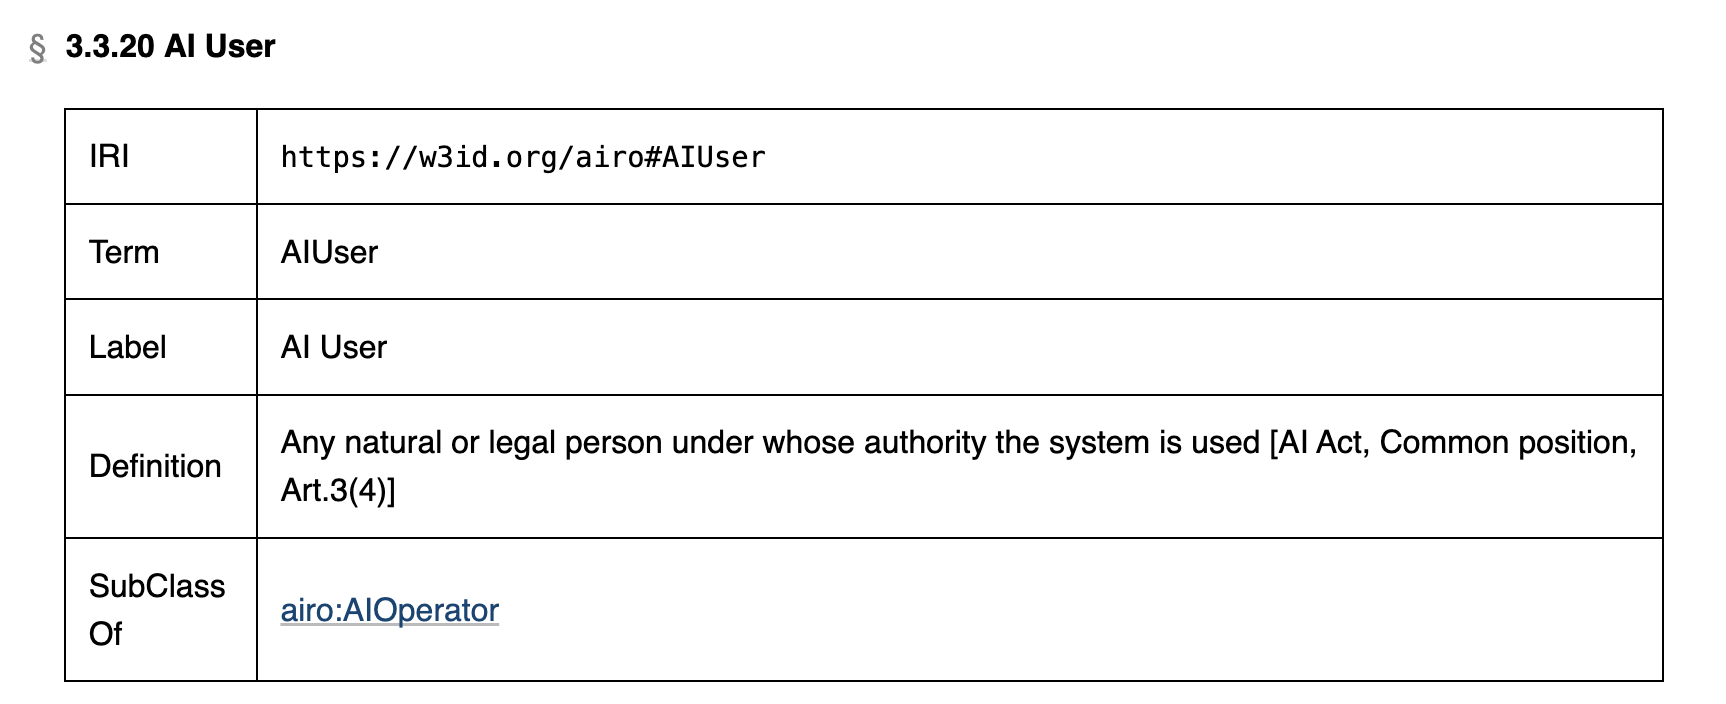 § 3.3.20 AI User
IRI
https://w3id.org/airo#AIUser
Term
AIUser
Label
AI User
Definition
Any natural or legal person under whose authority the system is used [AI Act, Common position,
Art.3(4)]
SubClass
Of
airo:AIOperator